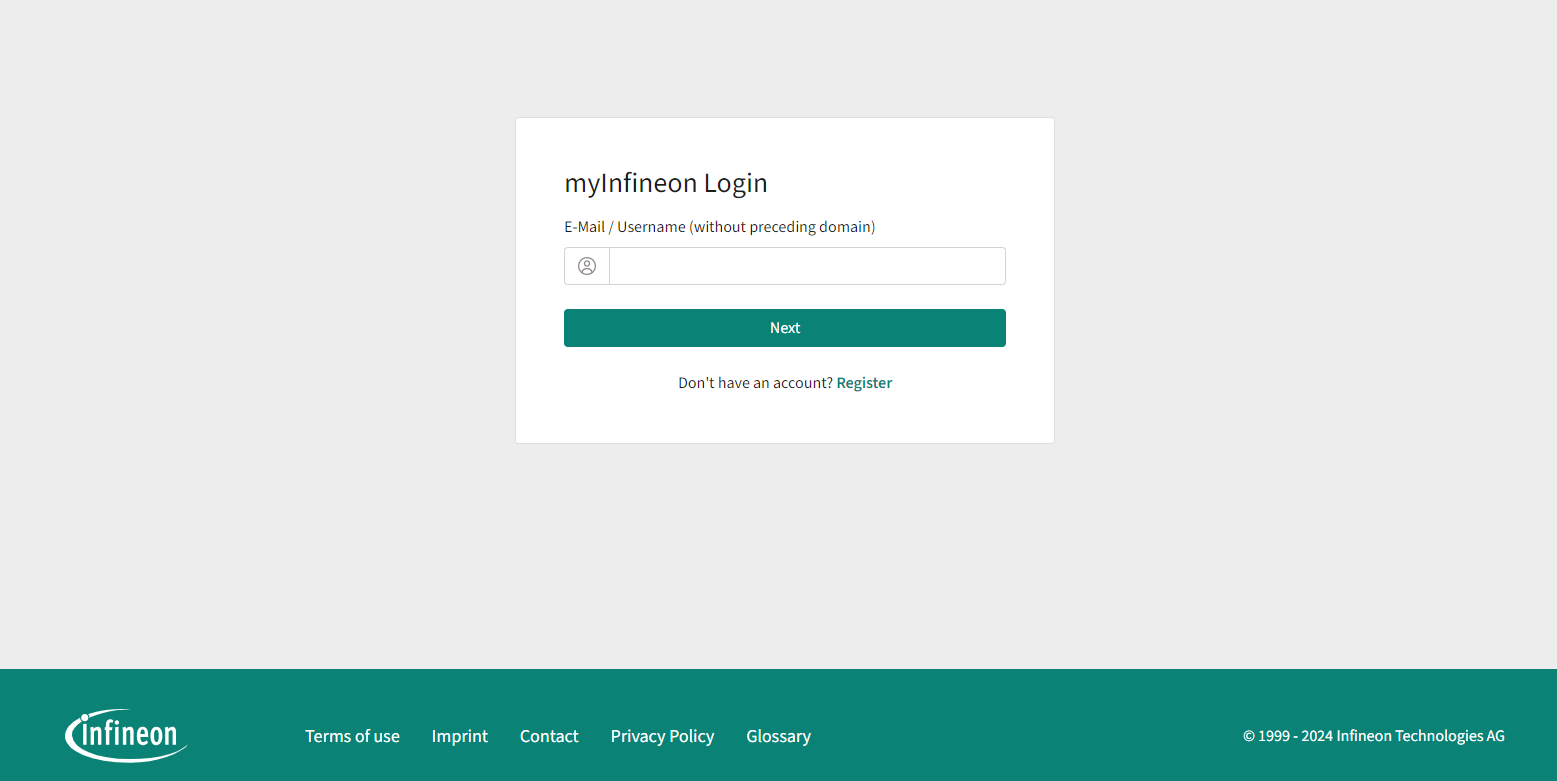 myInfineon Login
E-Mail / Username (without preceding domain)
Next
Don't have an account? Register
infineon
Terms of use Imprint Contact Privacy Policy Glossary
© 1999 - 2024 Infineon Technologies AG